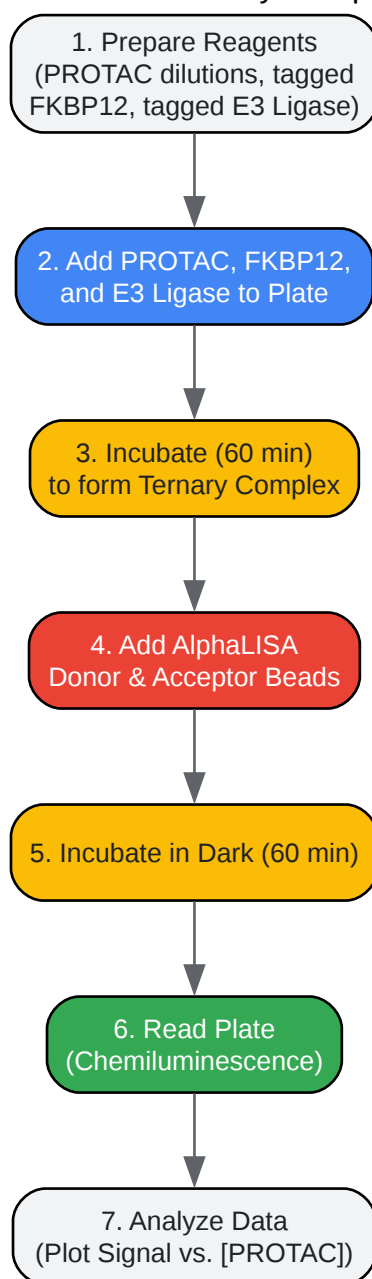 1. Prepare Reagents
(PROTAC dilutions, tagged
FKBP12, tagged E3 Ligase)
2. Add PROTAC, FKBP12,
and E3 Ligase to Plate
3. Incubate (60 min)
to form Ternary Complex
4. Add AlphaLISA
Donor & Acceptor Beads
5. Incubate in Dark (60 min)
6. Read Plate
(Chemiluminescence)
7. Analyze Data
(Plot Signal vs. [PROTAC])